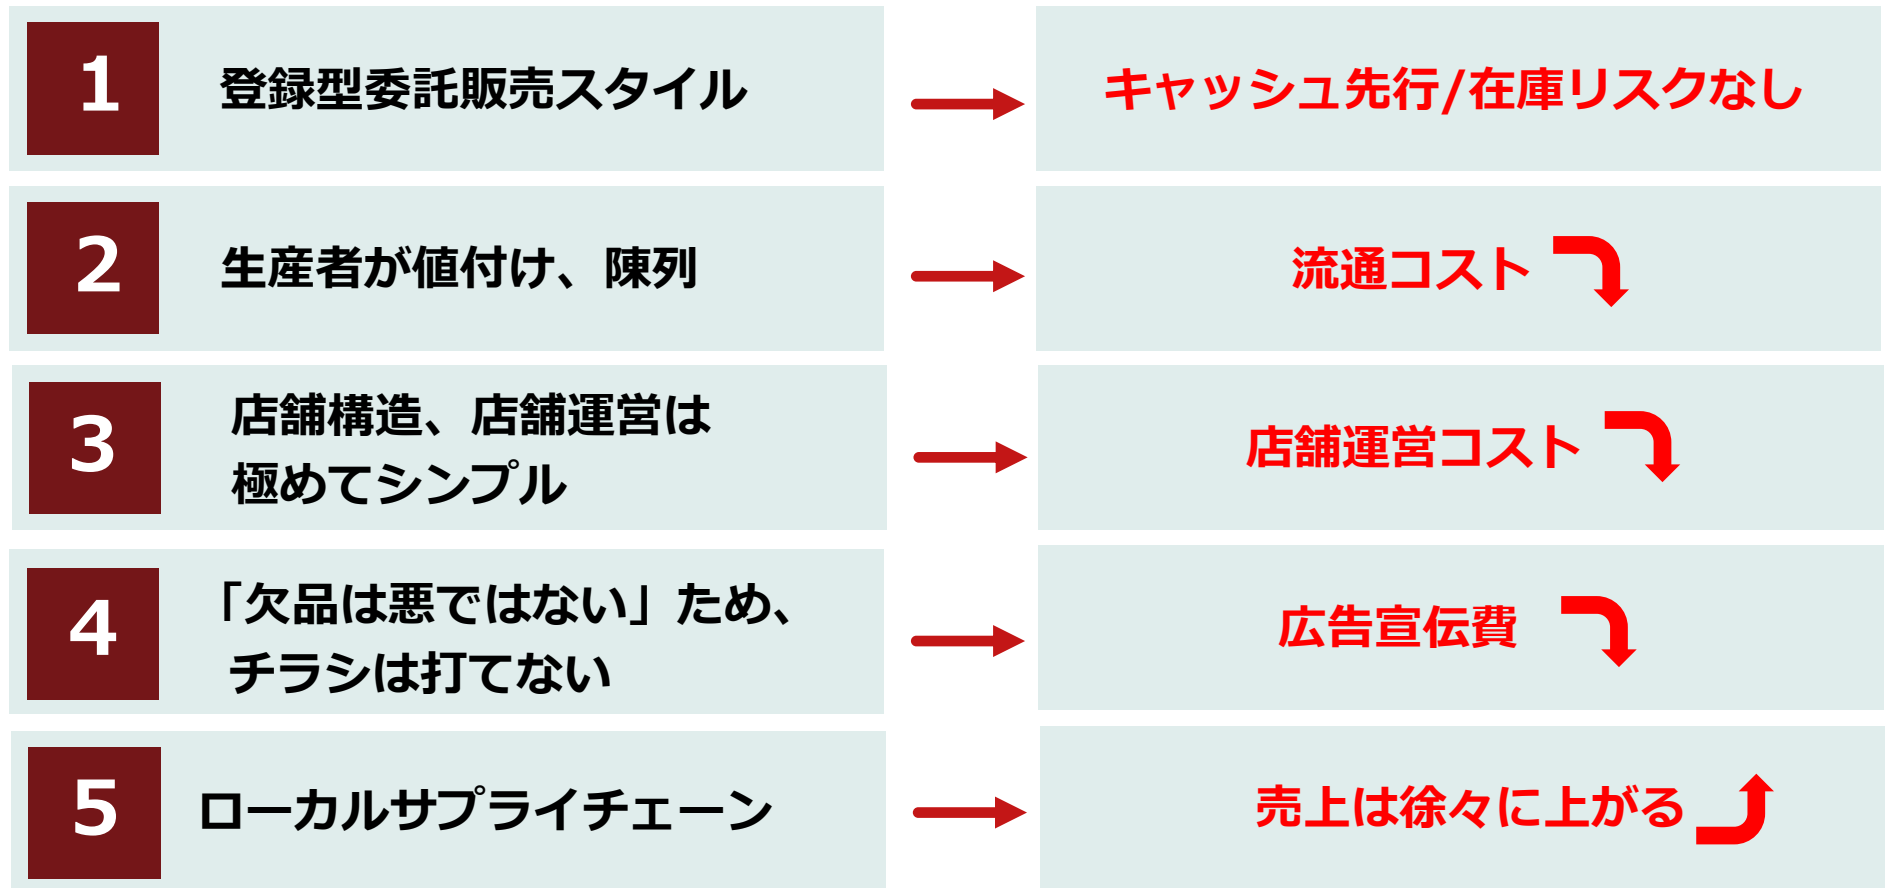 1
登録型委託販売スタイル
キャッシュ先行/在庫リスクなし
2
生産者が値付け、陳列
流通コスト
3
店舗構造、店舗運営は
極めてシンプル
店舗運営コスト
4
「欠品は悪ではない」ため、
チラシは打てない
広告宣伝費
5
ローカルサプライチェーン
売上は徐々に上がる